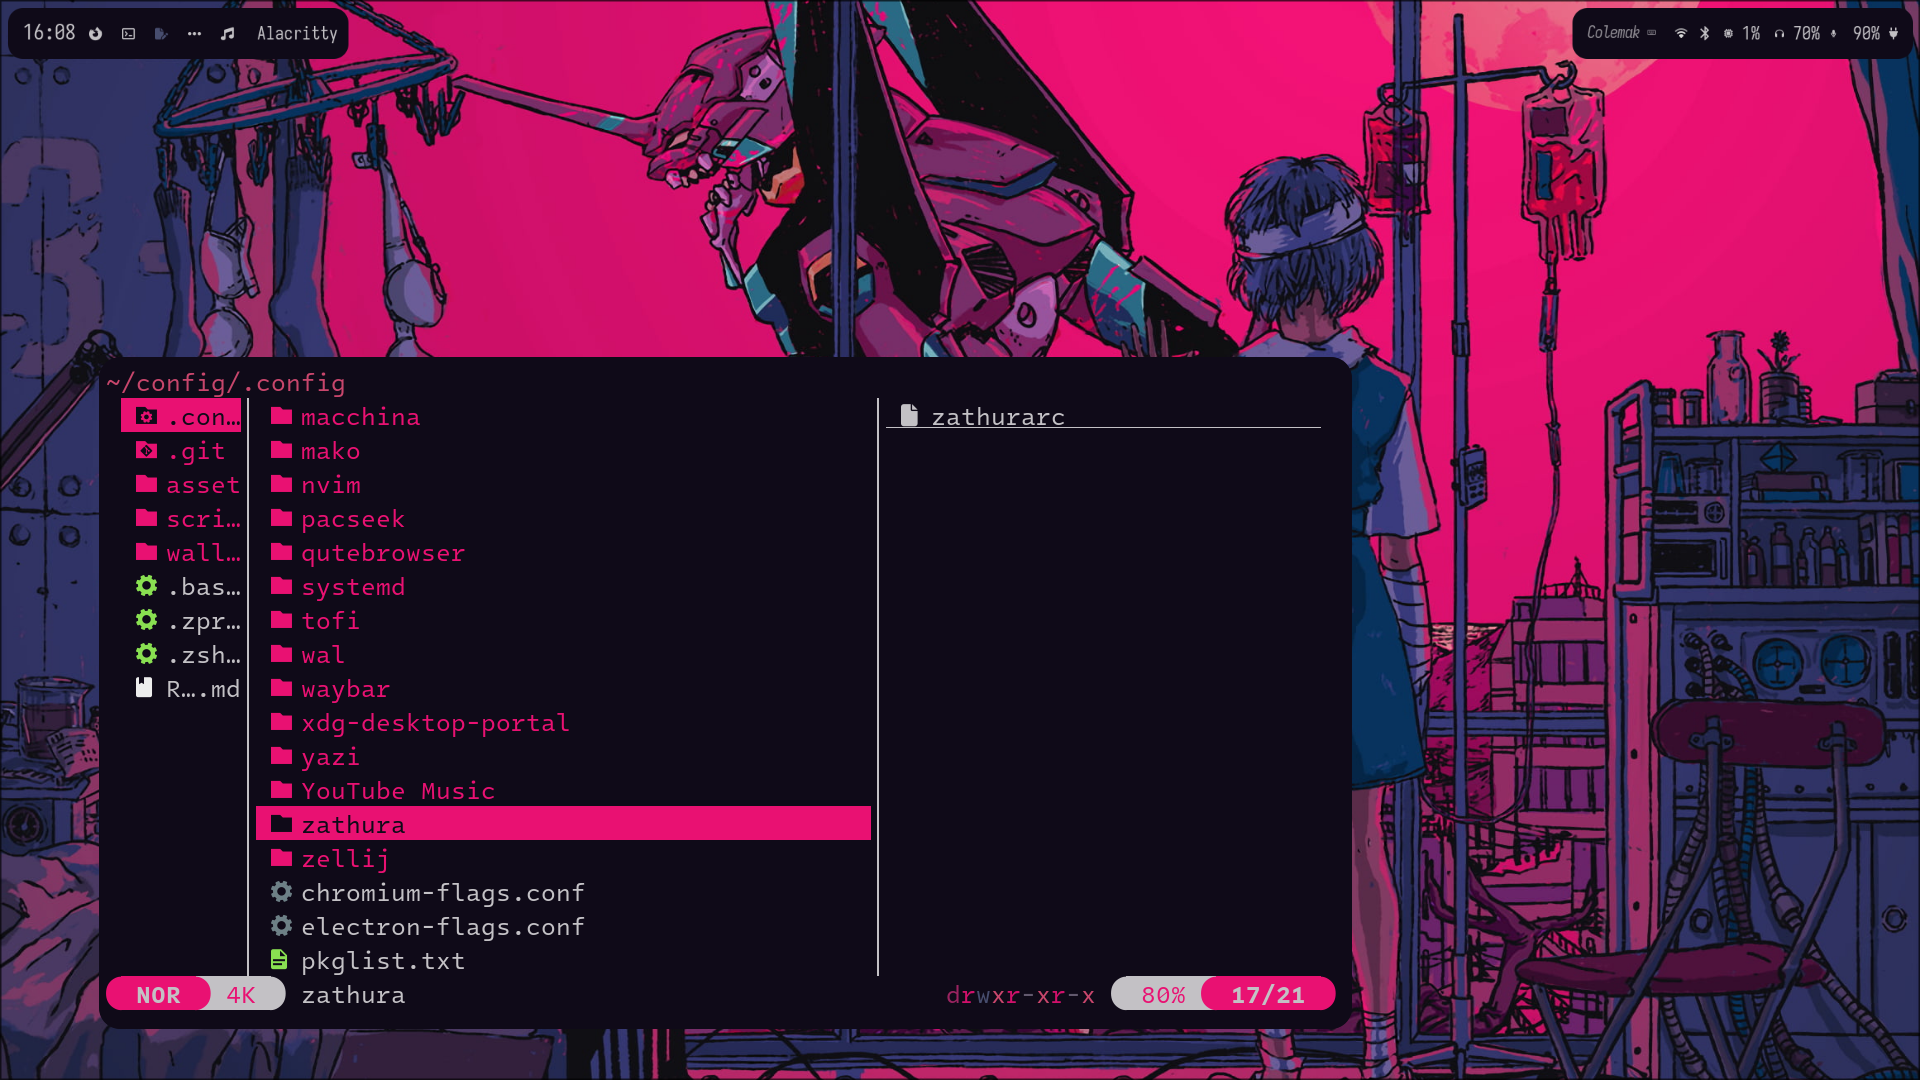 16:08 Alacritty
Colemak 1% 70% 90%
~/config/.config
.con…
.git
asset
scri…
wall…
.bas…
.zpr…
.zsh…
R….md
macchina
mako
nvim
pacseek
qutebrowser
systemd
tofi
wal
waybar
xdg-desktop-portal
yazi
YouTube Music
zathura
zellij
chromium-flags.conf
electron-flags.conf
pkglist.txt
zathurarc
NOR 4K zathura drwxr-xr-x 80% 17/21